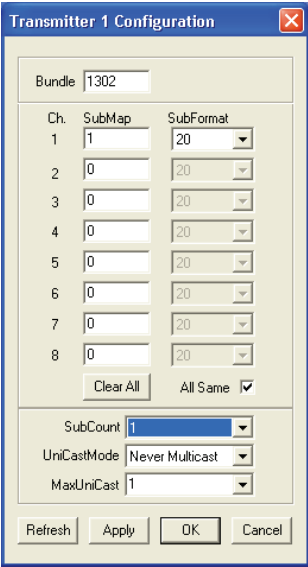 Transmitter 1 Configuration
Bundle 1302
Ch. SubMap SubFormat
1 1 20
2 0 20
3 0 20
4 0 20
5 0 20
6 0 20
7 0 20
8 0 20
Clear All All Same
SubCount 1
UniCastMode Never Multicast
MaxUniCast 1
Refresh Apply OK Cancel